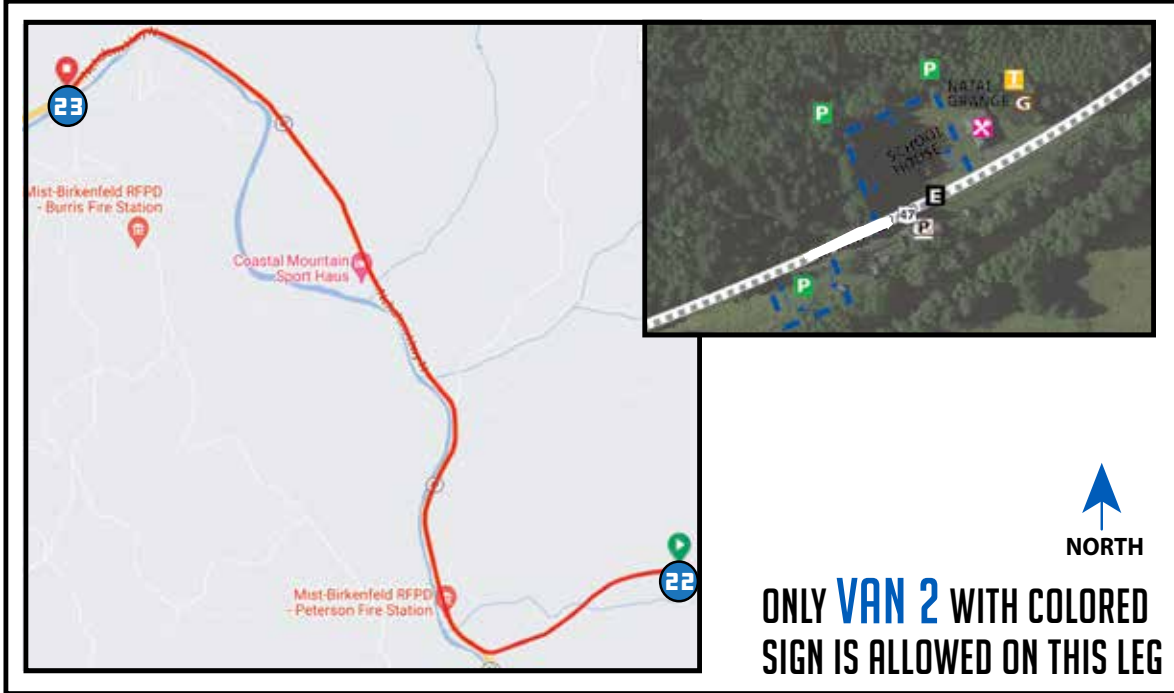 23
Mist-Birkenfeld RFPD
- Burris Fire Station
Coastal Mountain
Sport Haus
Mist-Birkenfeld RFPD
- Peterson Fire Station
22
P
P
NATAL
GRANGE
T
G
SCHOOL
HOUSE
E
47
P
P
NORTH
ONLY VAN 2 WITH COLORED
SIGN IS ALLOWED ON THIS LEG